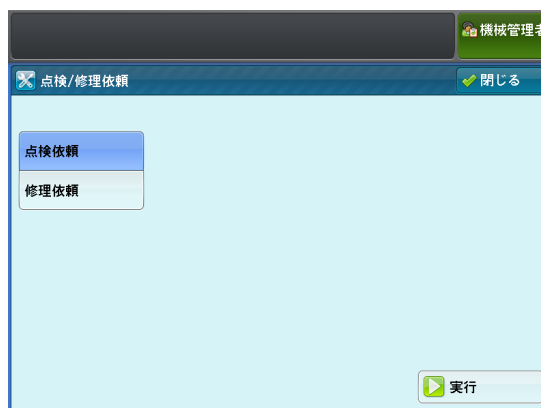 機械管理者
点検/修理依頼
閉じる
点検依頼
修理依頼
実行